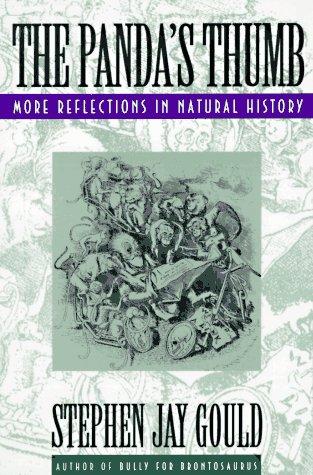 THE PANDA'S THUMB
MORE REFLECTIONS IN NATURAL HISTORY
STEPHEN JAY GOULD
AUTHOR OF BULLY FOR BRONTOSAURUS